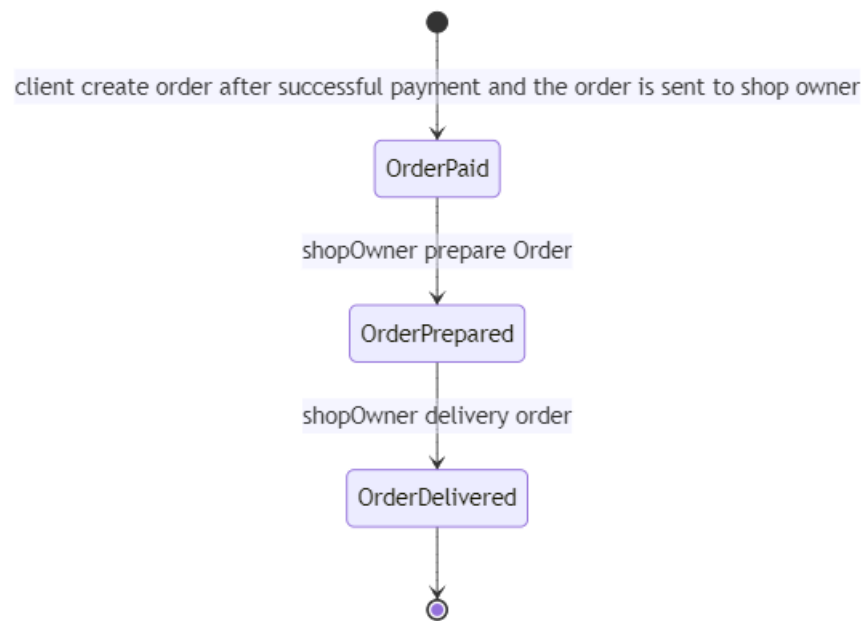 client create order after successful payment and the order is sent to shop owner
OrderPaid
shopOwner prepare Order
OrderPrepared
shopOwner delivery order
OrderDelivered